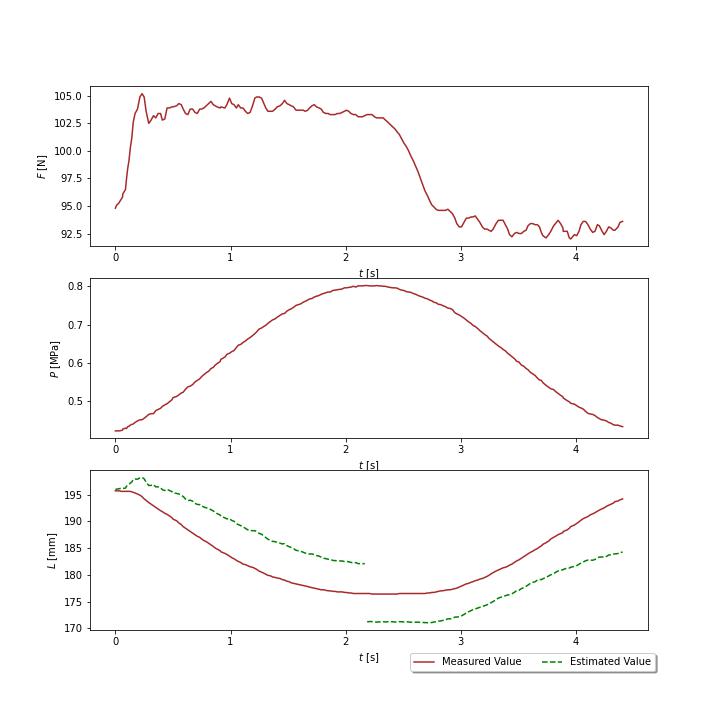 105.0
102.5
100.0
97.5
95.0
92.5
F [N]
0 1 2 3 4
t [s]
0.8
0.7
0.6
0.5
P [MPa]
0 1 2 3 4
t [s]
195
190
185
180
175
170
L [mm]
0 1 2 3 4
t [s]
Measured Value Estimated Value